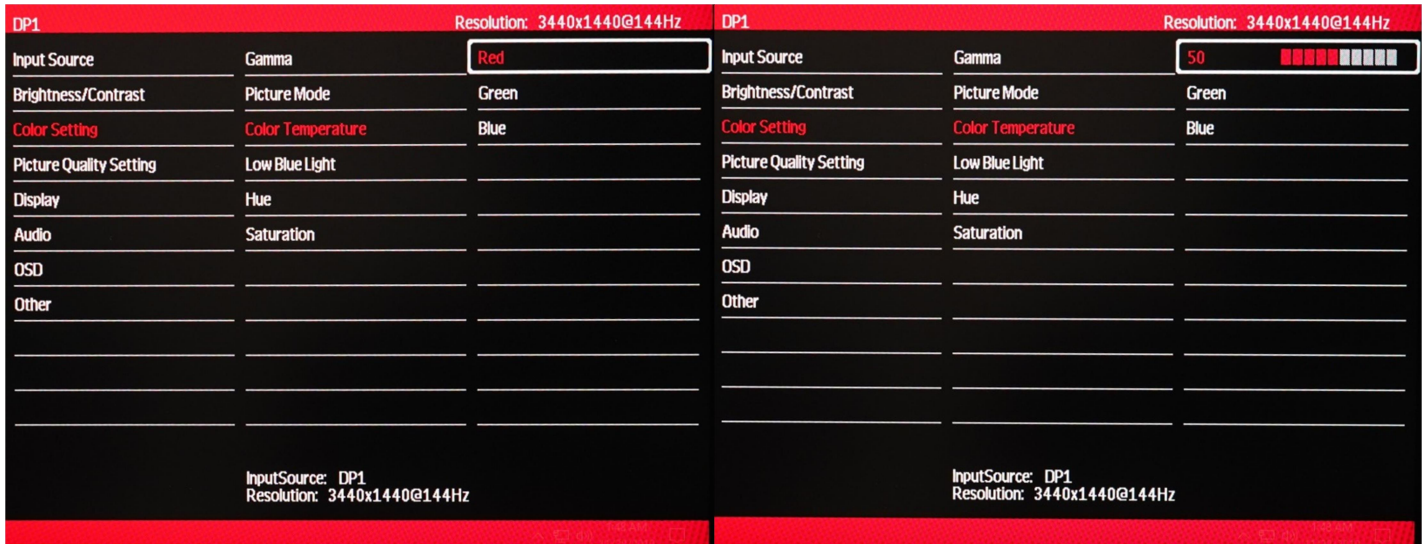 DP1
Resolution: 3440x1440@144Hz
Input Source
Gamma
Red
Brightness/Contrast
Picture Mode
Green
Color Setting
Color Temperature
Blue
Picture Quality Setting
Low Blue Light
Display
Hue
Audio
Saturation
OSD
Other
InputSource: DP1
Resolution: 3440x1440@144Hz
DP1
Resolution: 3440x1440@144Hz
Input Source
Gamma
50
Brightness/Contrast
Picture Mode
Green
Color Setting
Color Temperature
Blue
Picture Quality Setting
Low Blue Light
Display
Hue
Audio
Saturation
OSD
Other
InputSource: DP1
Resolution: 3440x1440@144Hz